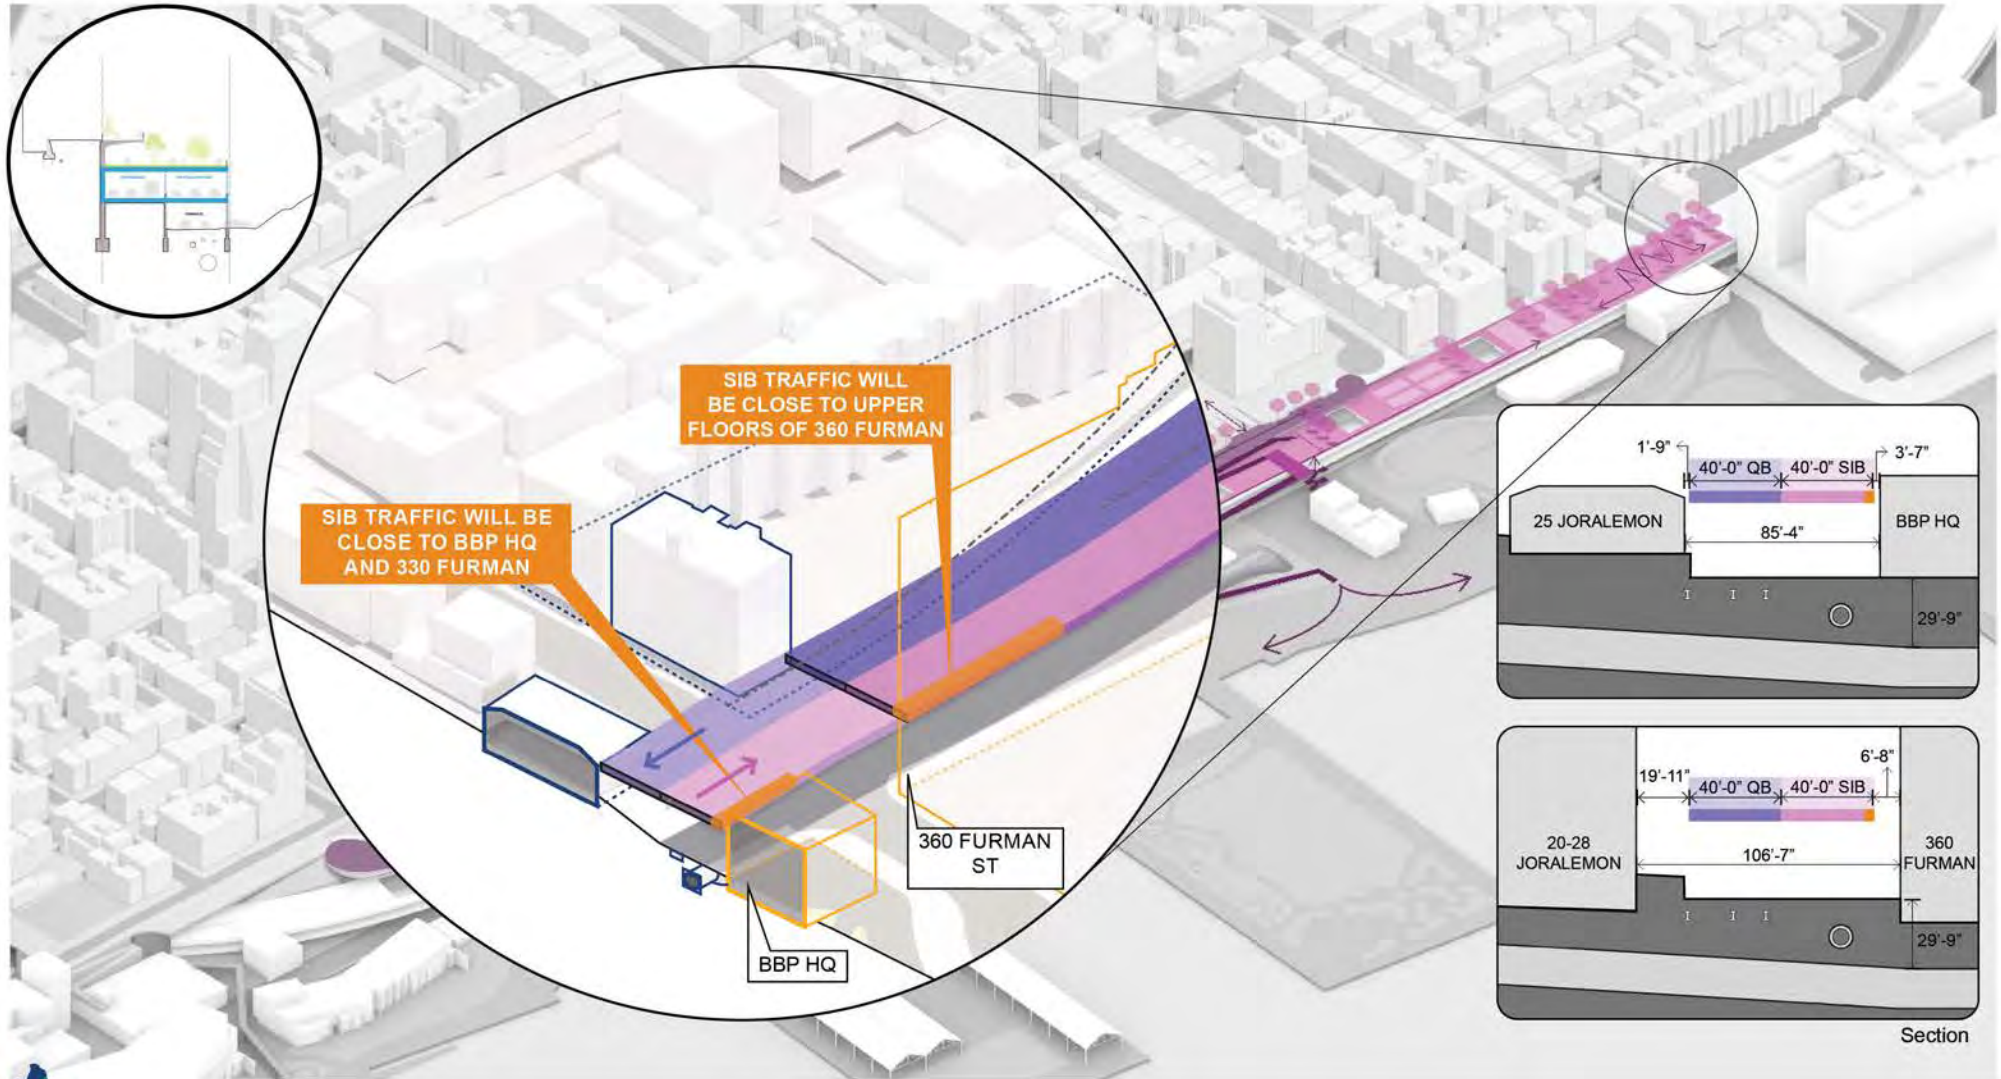 SIB TRAFFIC WILL
BE CLOSE TO UPPER
FLOORS OF 360 FURMAN
SIB TRAFFIC WILL BE
CLOSE TO BBP HQ
AND 330 FURMAN
360 FURMAN
ST
BBP HQ
1'-9"
3'-7"
40'-0" QB
40'-0" SIB
25 JORALEMON
BBP HQ
85'-4"
29'-9"
6'-8"
19'-11"
40'-0" QB
40'-0" SIB
20-28
JORALEMON
360
FURMAN
106'-7"
29'-9"
Section